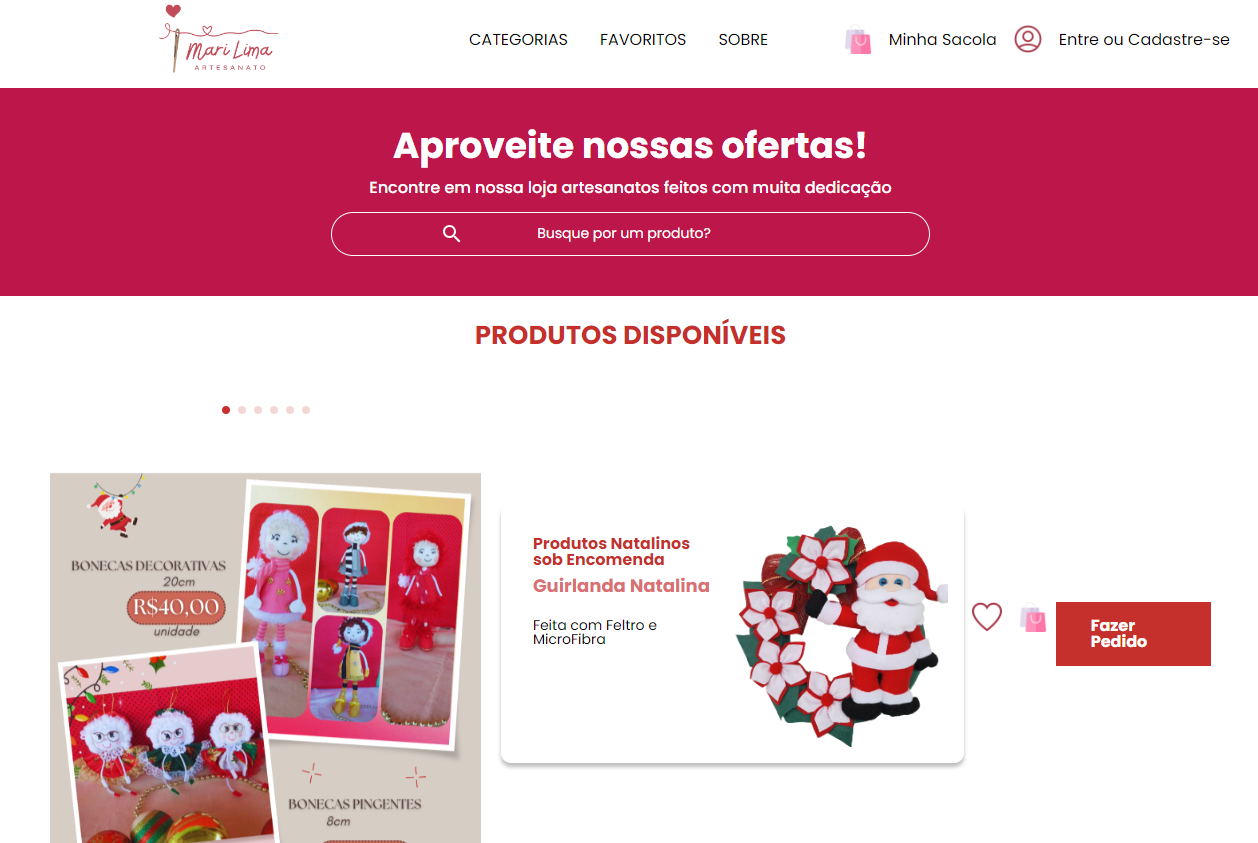 Mari Lima
ARTESANATO
CATEGORIAS
FAVORITOS
SOBRE
Minha Sacola
Entre ou Cadastre-se
Aproveite nossas ofertas!
Encontre em nossa loja artesanatos feitos com muita dedicação
Busque por um produto?
PRODUTOS DISPONÍVEIS
BONECAS DECORATIVAS
20cm
R$40,00
unidade
BONECAS PINGENTES
8cm
Produtos Natalinos
sob Encomenda
Guirlanda Natalina
Feita com Feltro e
MicroFibra
Fazer
Pedido